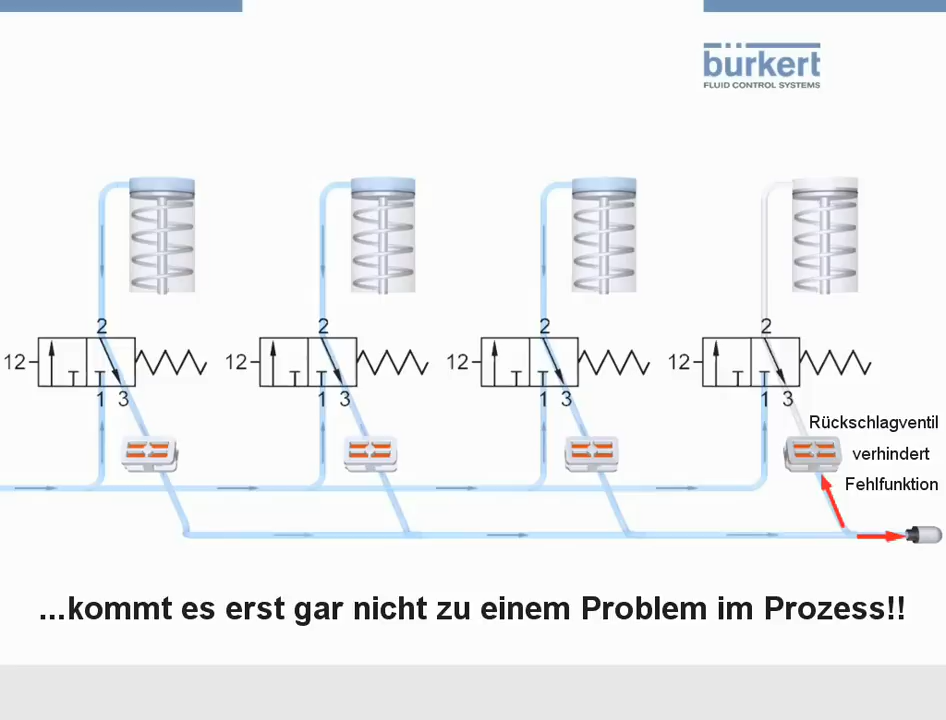 bürkert
FLUID CONTROL SYSTEMS
2 2 2 2
12 12 12 12
1 3 1 3 1 3 1 3
Rückschlagventil
verhindert
Fehlfunktion
...kommt es erst gar nicht zu einem Problem im Prozess!!